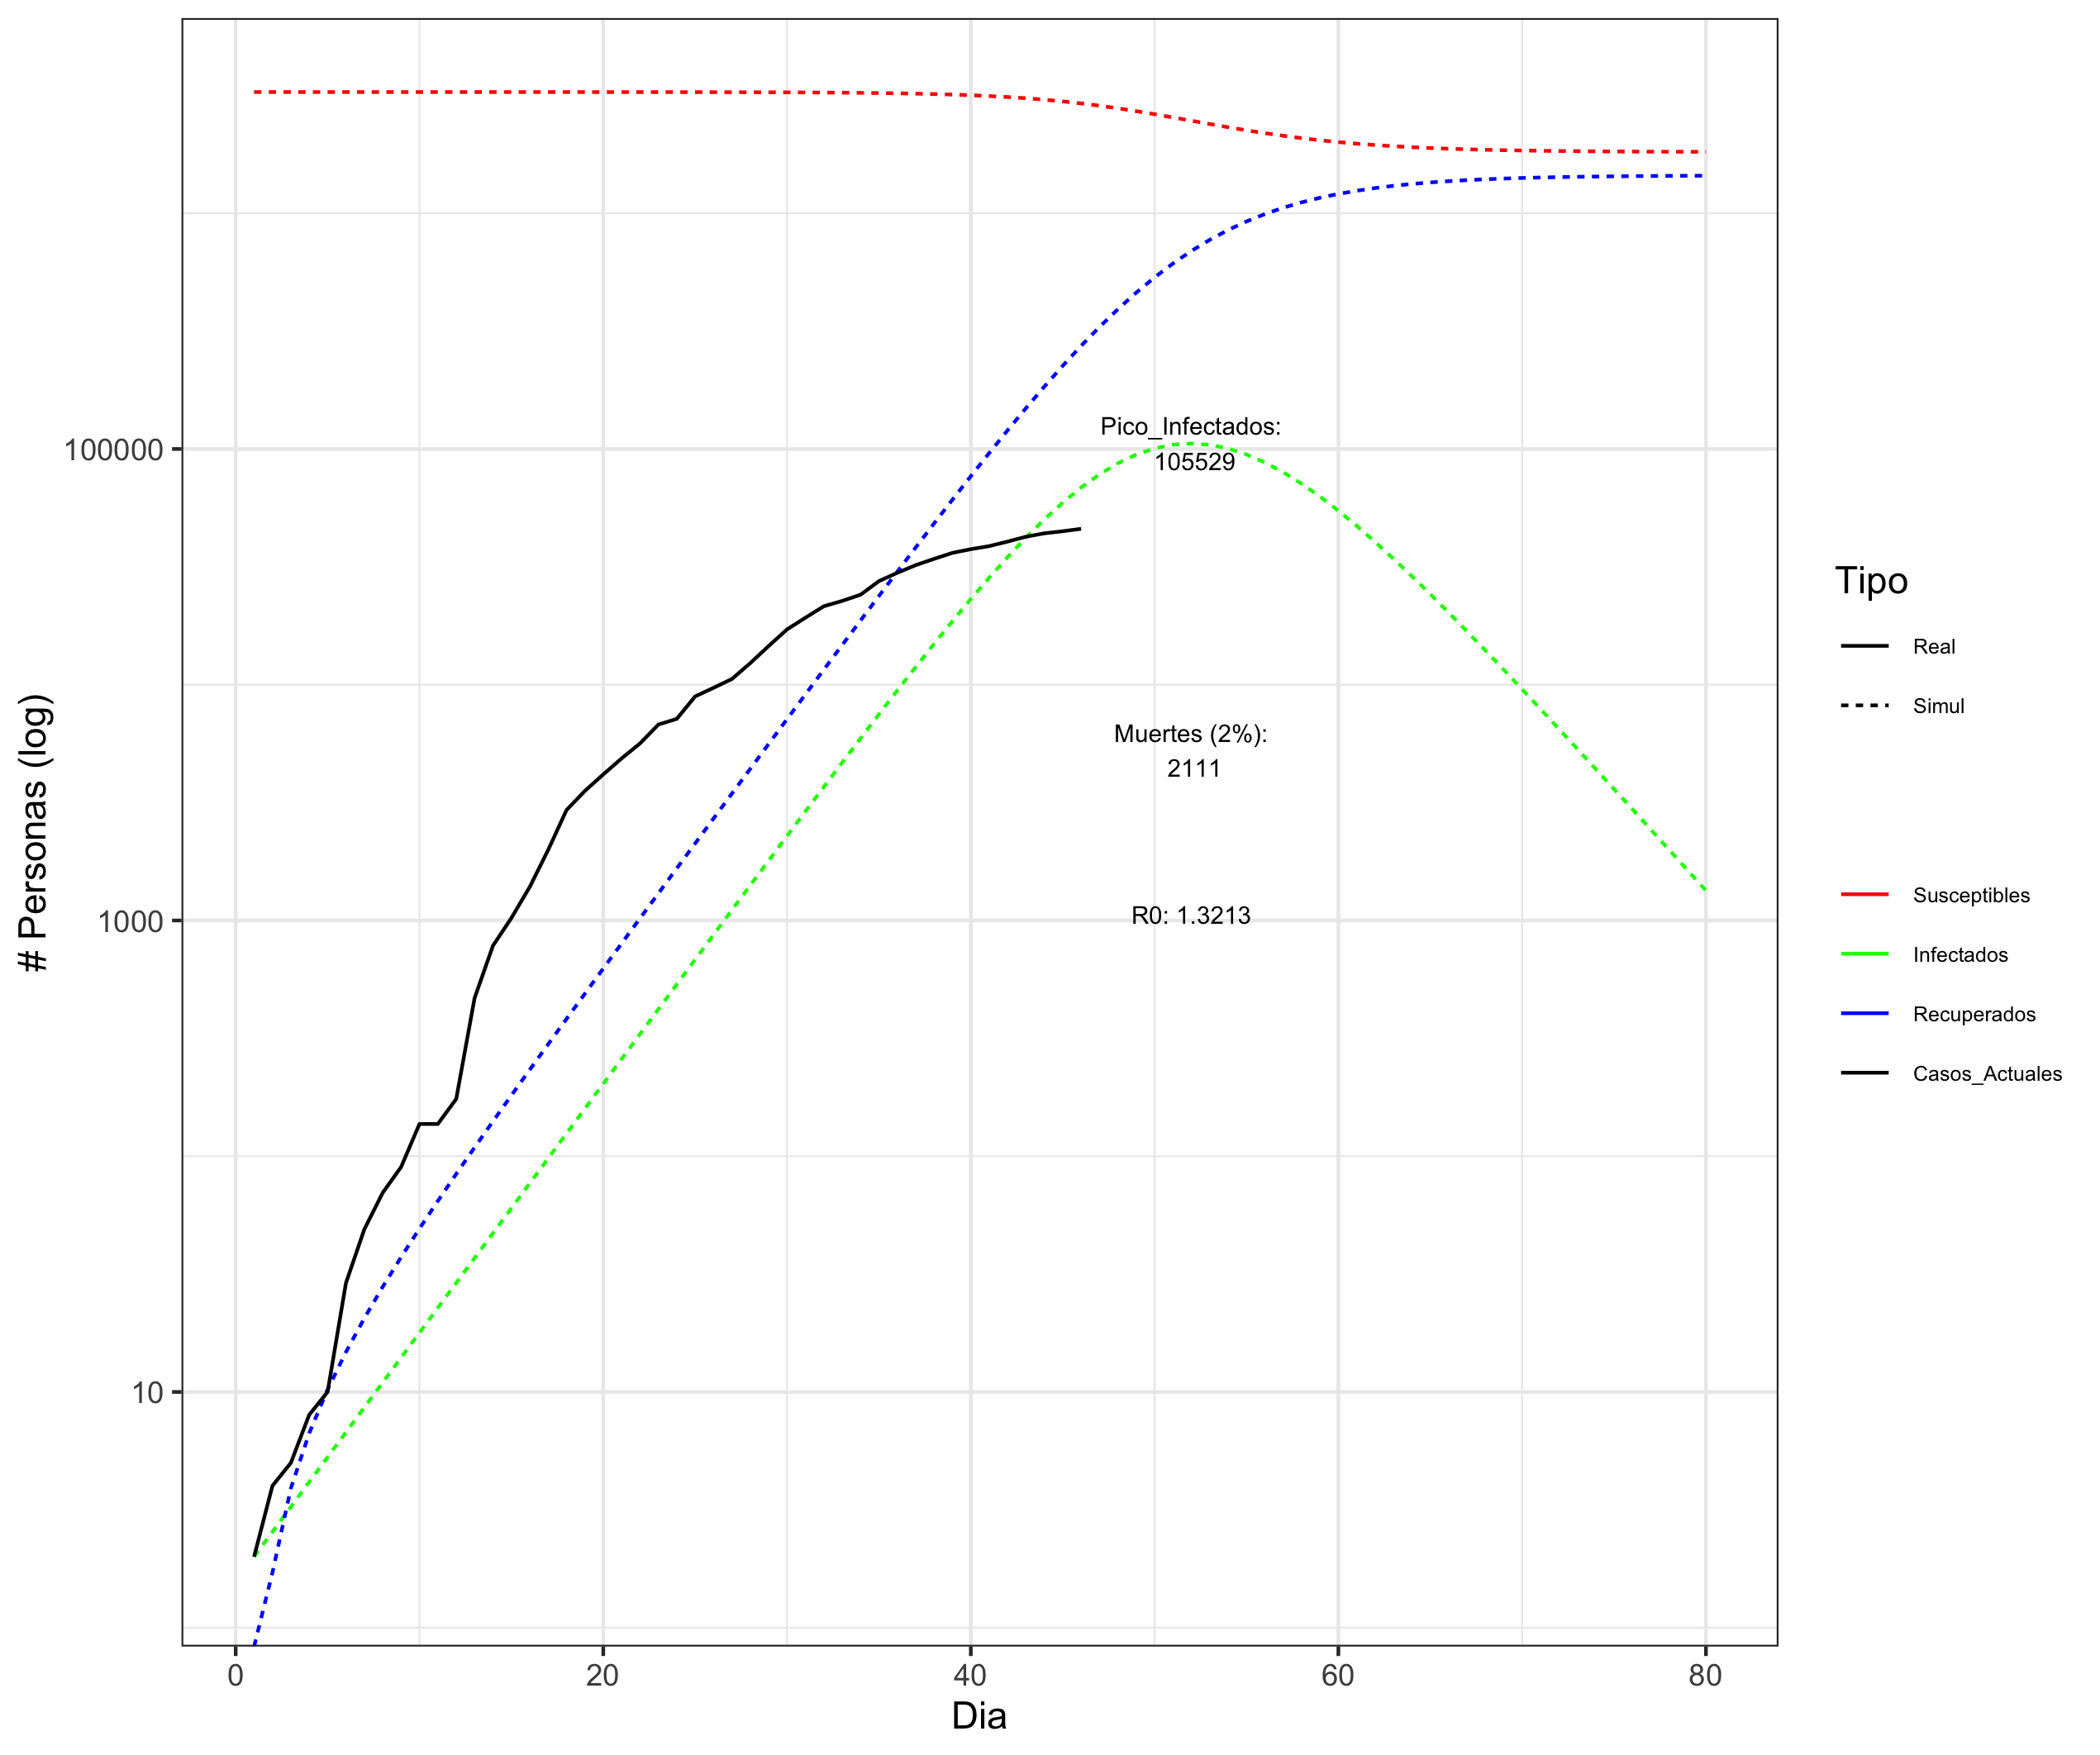 # Personas (log)
100000
1000
10
0
20
40
60
80
Dia
Pico_Infectados:
105529
Muertes (2%):
2111
R0: 1.3213
Tipo
Real
Simul
Susceptibles
Infectados
Recuperados
Casos_Actuales